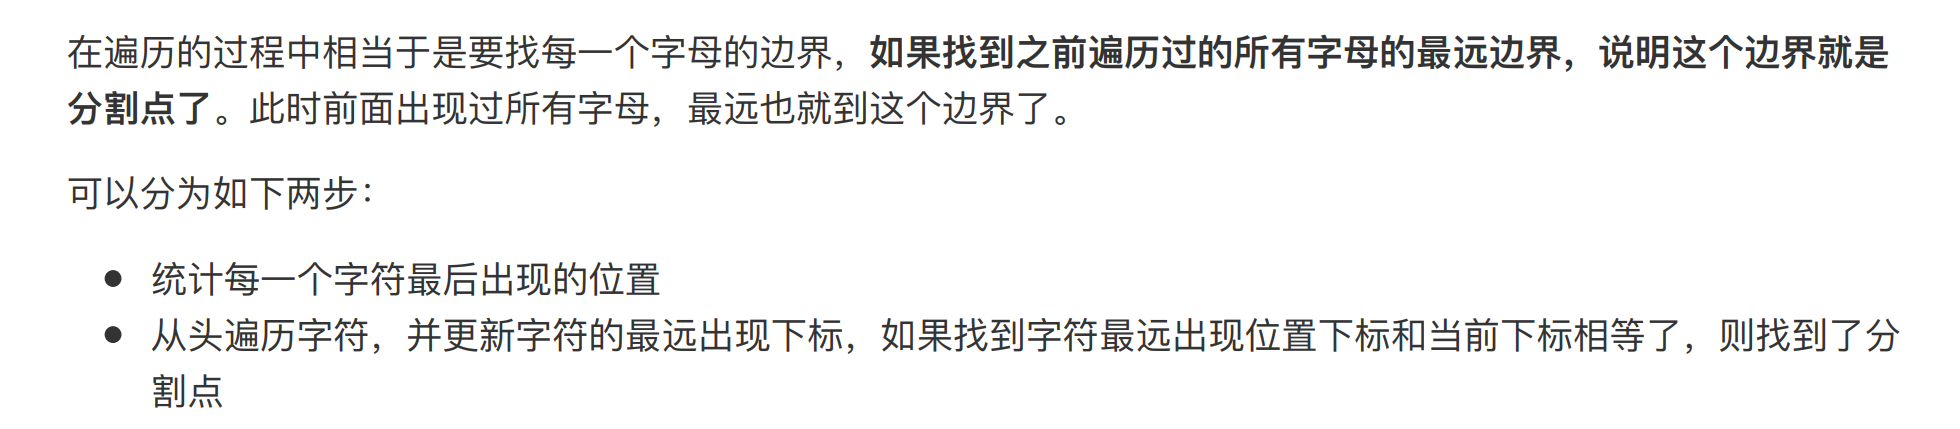 在遍历的过程中相当于是要找每一个字母的边界，如果找到之前遍历过的所有字母的最远边界，说明这个边界就是
分割点了。此时前面出现过所有字母，最远也就到这个边界了。
可以分为如下两步：
● 统计每一个字符最后出现的位置
● 从头遍历字符，并更新字符的最远出现下标，如果找到字符最远出现位置下标和当前下标相等了，则找到了分
割点